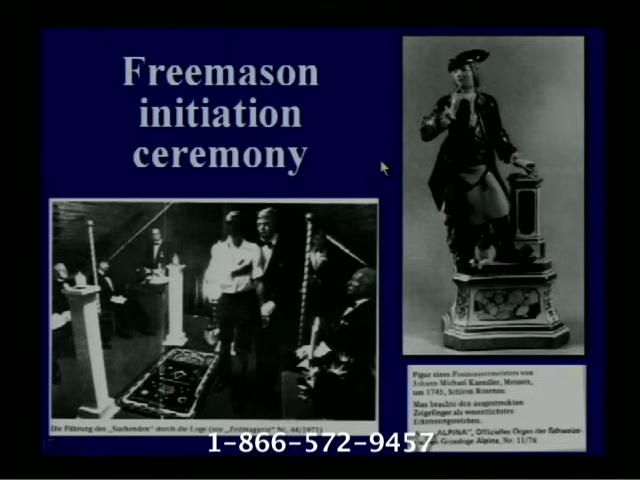 Freemason
initiation
ceremony
Die Führung des „Suchenden“ durch die Loge (aus „Zeitmagazin“ Nr. 44/1971)
Figur eines Freimaurermeisters von
Johann Michael Kaendler, Meissen,
um 1745, Schloss
Man beachte den ausgestreckten
Zeigefinger als wesentlichstes
Erkennungszeichen.
„ALPINA“, Offizielles Organ der Schweize-
Grossloge Alpina, Nr. 11/76
1-866-572-9457